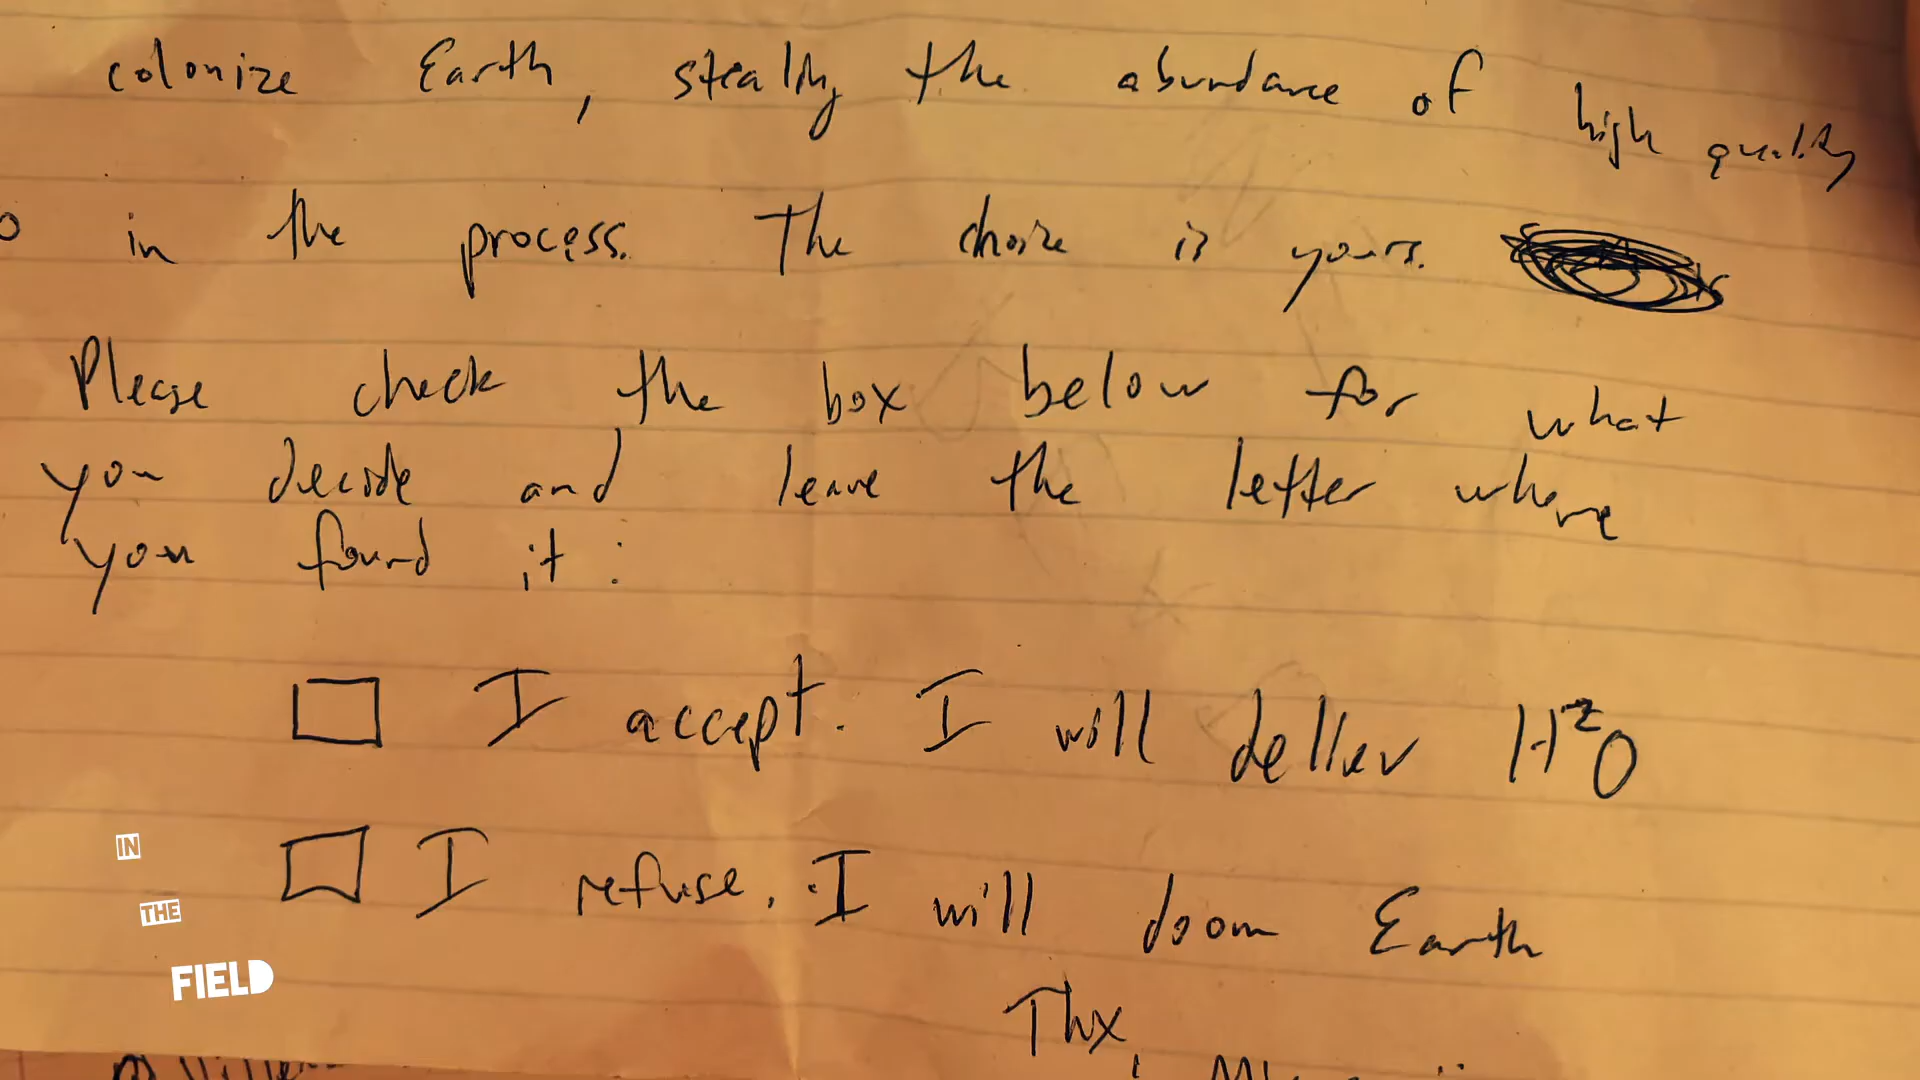 colonize Earth, stealing the abundance of high quality
O in the process. The choice is yours.
Please check the box below for what
you decide and leave the letter where
you found it:
I accept. I will deliver H²O
I refuse. I will doom Earth
Thx,
IN
THE
FIELD